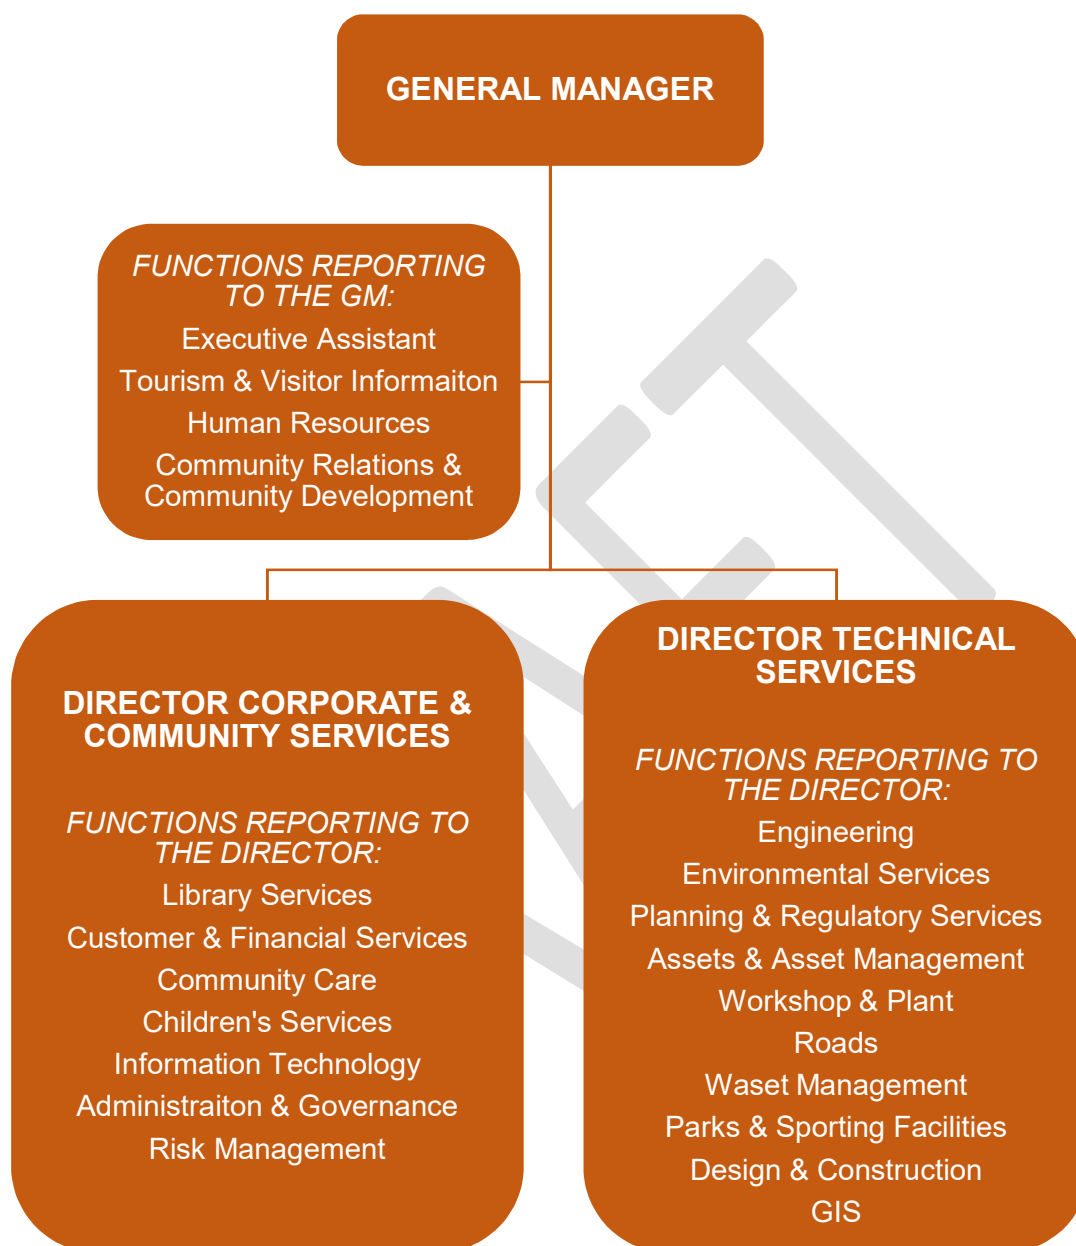 GENERAL MANAGER
FUNCTIONS REPORTING
TO THE GM:
Executive Assistant
Tourism & Visitor Informaiton
Human Resources
Community Relations &
Community Development
DIRECTOR CORPORATE &
COMMUNITY SERVICES
FUNCTIONS REPORTING TO
THE DIRECTOR:
Library Services
Customer & Financial Services
Community Care
Children's Services
Information Technology
Administraiton & Governance
Risk Management
DIRECTOR TECHNICAL
SERVICES
FUNCTIONS REPORTING TO
THE DIRECTOR:
Engineering
Environmental Services
Planning & Regulatory Services
Assets & Asset Management
Workshop & Plant
Roads
Waset Management
Parks & Sporting Facilities
Design & Construction
GIS